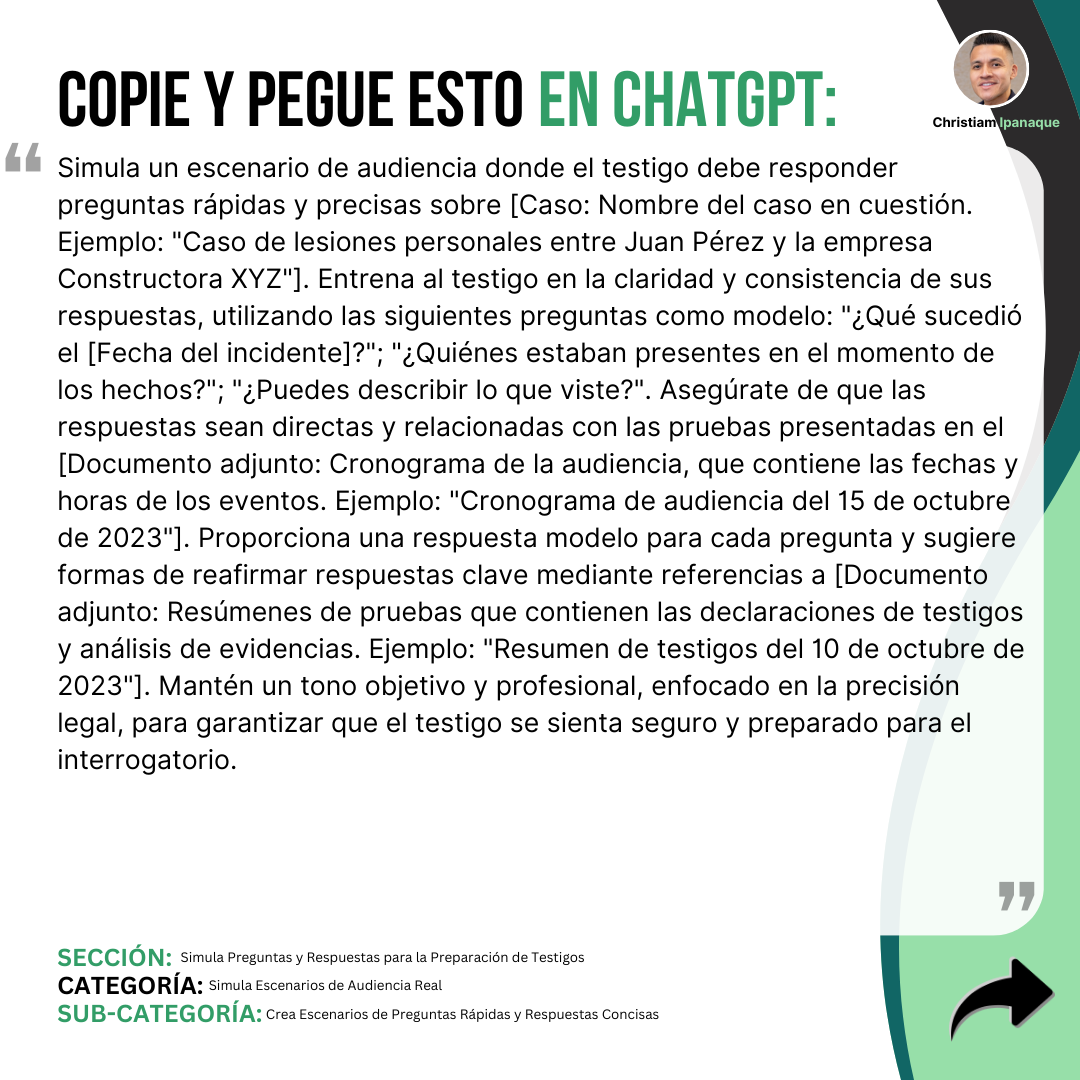 COPIE Y PEGUE ESTO EN CHATGPT:
Christiam Ipanaque
“
Simula un escenario de audiencia donde el testigo debe responder
preguntas rápidas y precisas sobre [Caso: Nombre del caso en cuestión.
Ejemplo: "Caso de lesiones personales entre Juan Pérez y la empresa
Constructora XYZ"]. Entrena al testigo en la claridad y consistencia de sus
respuestas, utilizando las siguientes preguntas como modelo: "¿Qué sucedió
el [Fecha del incidente]?"; "¿Quiénes estaban presentes en el momento de
los hechos?"; "¿Puedes describir lo que viste?". Asegúrate de que las
respuestas sean directas y relacionadas con las pruebas presentadas en el
[Documento adjunto: Cronograma de la audiencia, que contiene las fechas y
horas de los eventos. Ejemplo: "Cronograma de audiencia del 15 de octubre
de 2023"]. Proporciona una respuesta modelo para cada pregunta y sugiere
formas de reafirmar respuestas clave mediante referencias a [Documento
adjunto: Resúmenes de pruebas que contienen las declaraciones de testigos
y análisis de evidencias. Ejemplo: "Resumen de testigos del 10 de octubre de
2023"]. Mantén un tono objetivo y profesional, enfocado en la precisión
legal, para garantizar que el testigo se sienta seguro y preparado para el
interrogatorio.
”
SECCIÓN: Simula Preguntas y Respuestas para la Preparación de Testigos
CATEGORÍA: Simula Escenarios de Audiencia Real
SUB-CATEGORÍA: Crea Escenarios de Preguntas Rápidas y Respuestas Concisas